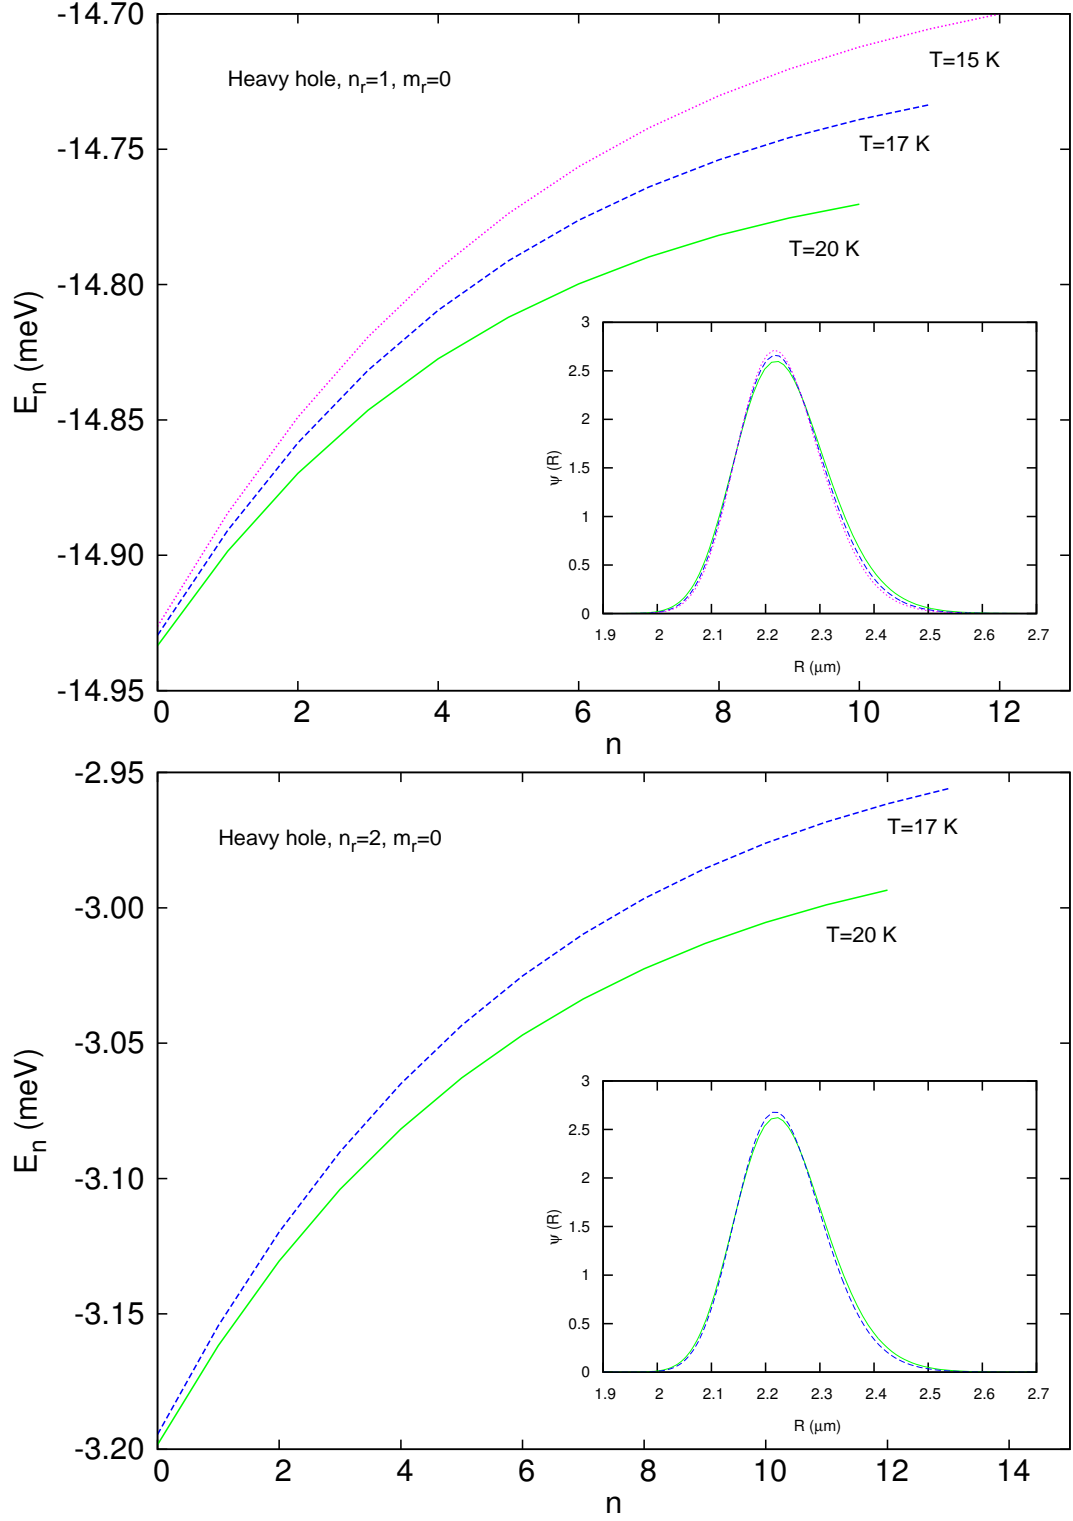 -14.70
-14.75
-14.80
-14.85
-14.90
-14.95
E_n (meV)
Heavy hole, n_r=1, m_r=0
T=15 K
T=17 K
T=20 K
3
2.5
2
1.5
1
0.5
0
ψ (R)
1.9 2 2.1 2.2 2.3 2.4 2.5 2.6 2.7
R (μm)
0 2 4 6 8 10 12
n
-2.95
-3.00
-3.05
-3.10
-3.15
-3.20
E_n (meV)
Heavy hole, n_r=2, m_r=0
T=17 K
T=20 K
3
2.5
2
1.5
1
0.5
0
ψ (R)
1.9 2 2.1 2.2 2.3 2.4 2.5 2.6 2.7
R (μm)
0 2 4 6 8 10 12 14
n